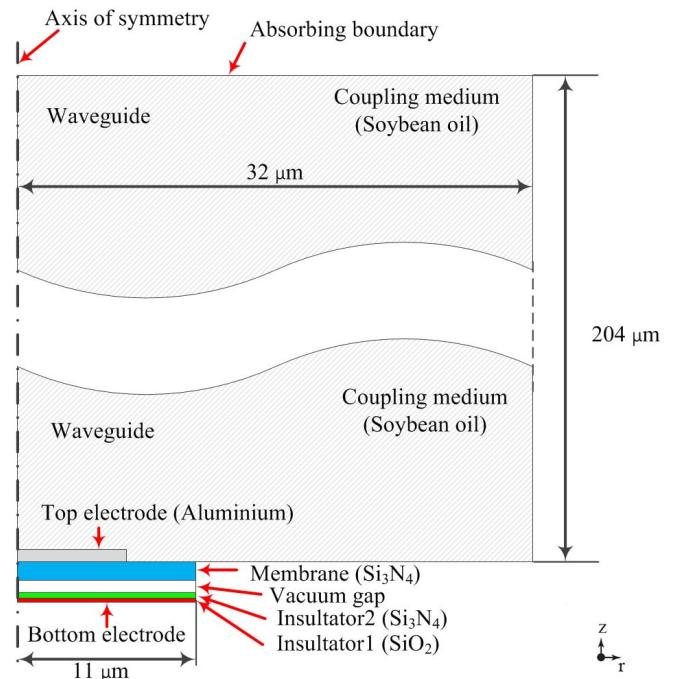 Axis of symmetry
Absorbing boundary
Waveguide
Coupling medium
(Soybean oil)
32 μm
204 μm
Coupling medium
(Soybean oil)
Waveguide
Top electrode (Aluminium)
Membrane (Si₃N₄)
Vacuum gap
Insultator2 (Si₃N₄)
Bottom electrode
Insultator1 (SiO₂)
11 μm
z
r